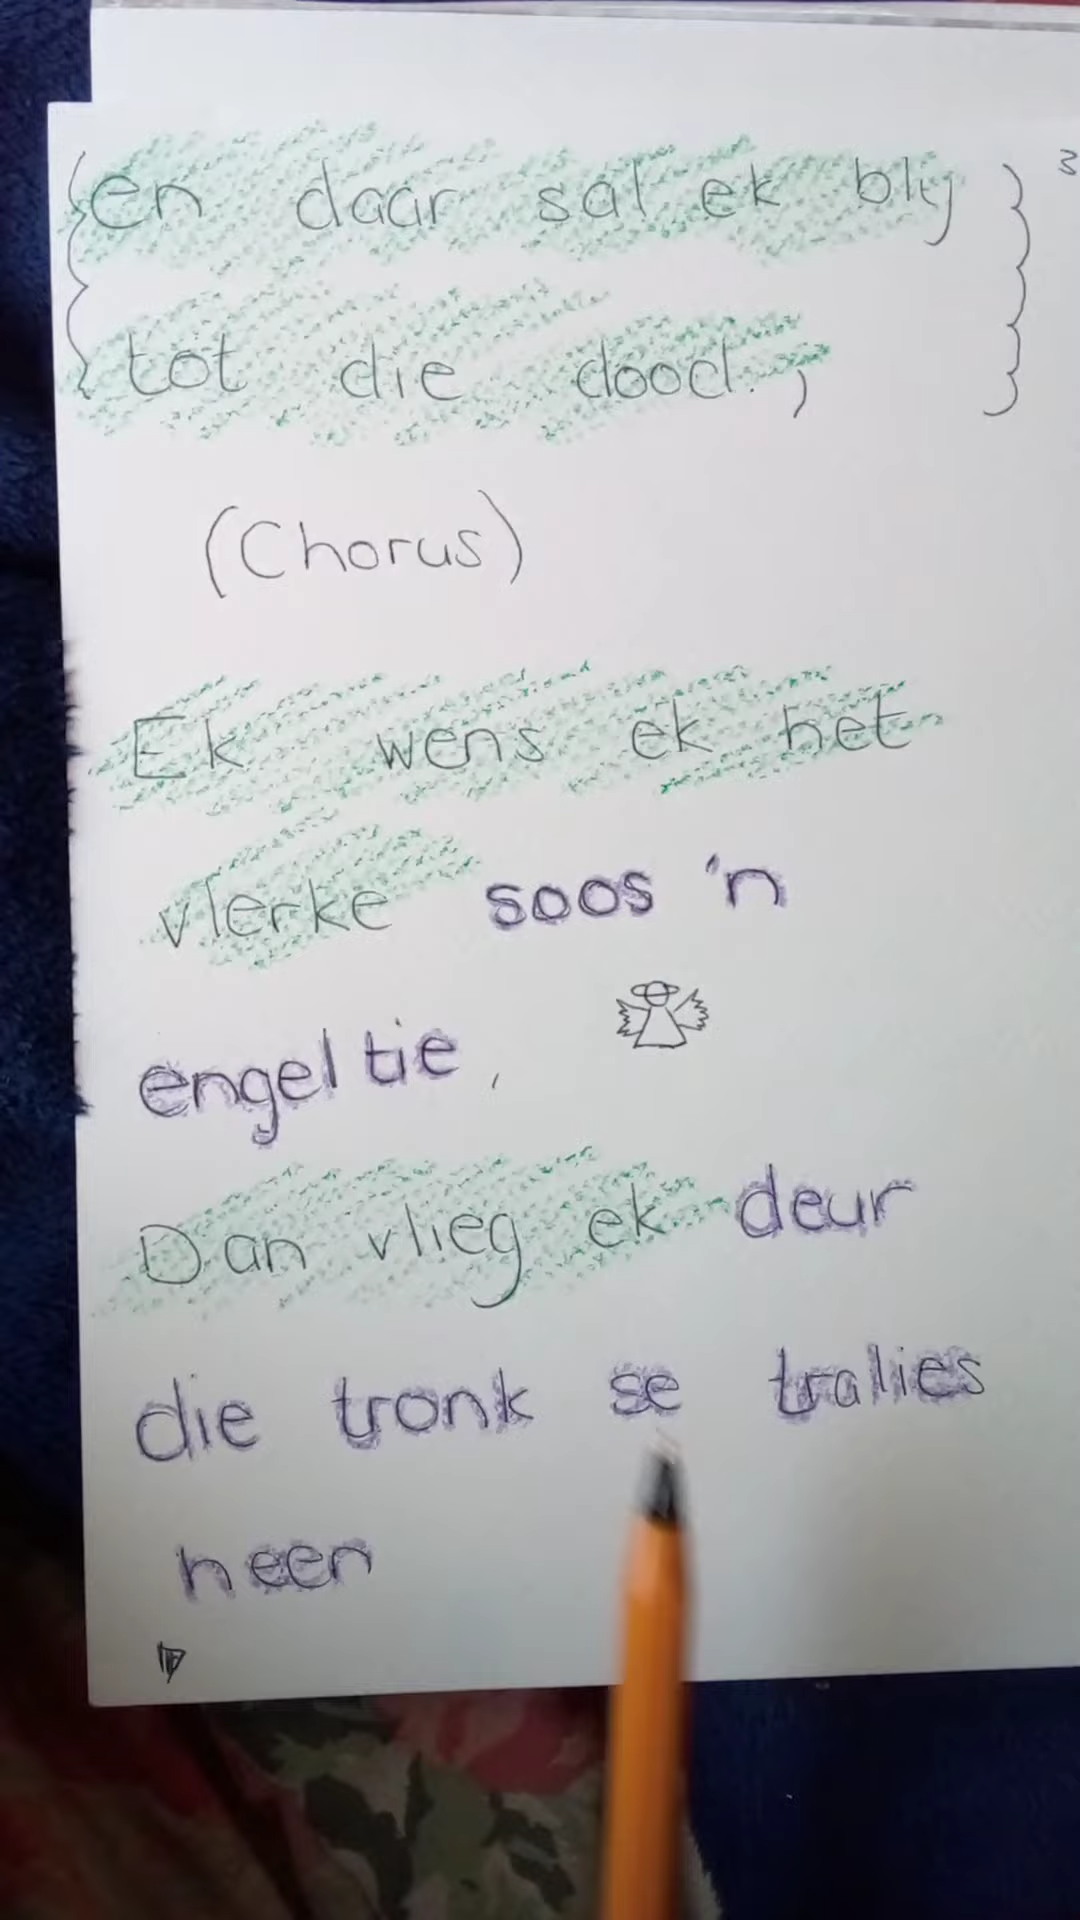 {en daar sal ek bly} 3
tot die dood.,
(Chorus)
Ek wens ek het
vlerke soos 'n
engeltie,
Dan vlieg ek deur
die tronk se tralies
heen